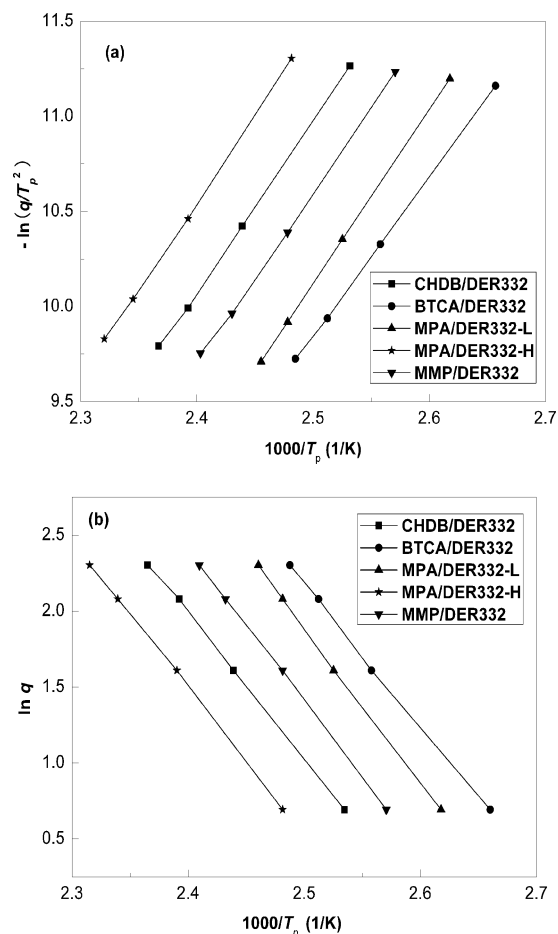 (a)
11.5
11.0
10.5
10.0
9.5
- ln (q/Tp²)
CHDB/DER332
BTCA/DER332
MPA/DER332-L
MPA/DER332-H
MMP/DER332
2.3 2.4 2.5 2.6 2.7
1000/Tp (1/K)
(b)
2.5
2.0
1.5
1.0
0.5
ln q
CHDB/DER332
BTCA/DER332
MPA/DER332-L
MPA/DER332-H
MMP/DER332
2.3 2.4 2.5 2.6 2.7
1000/Tp (1/K)